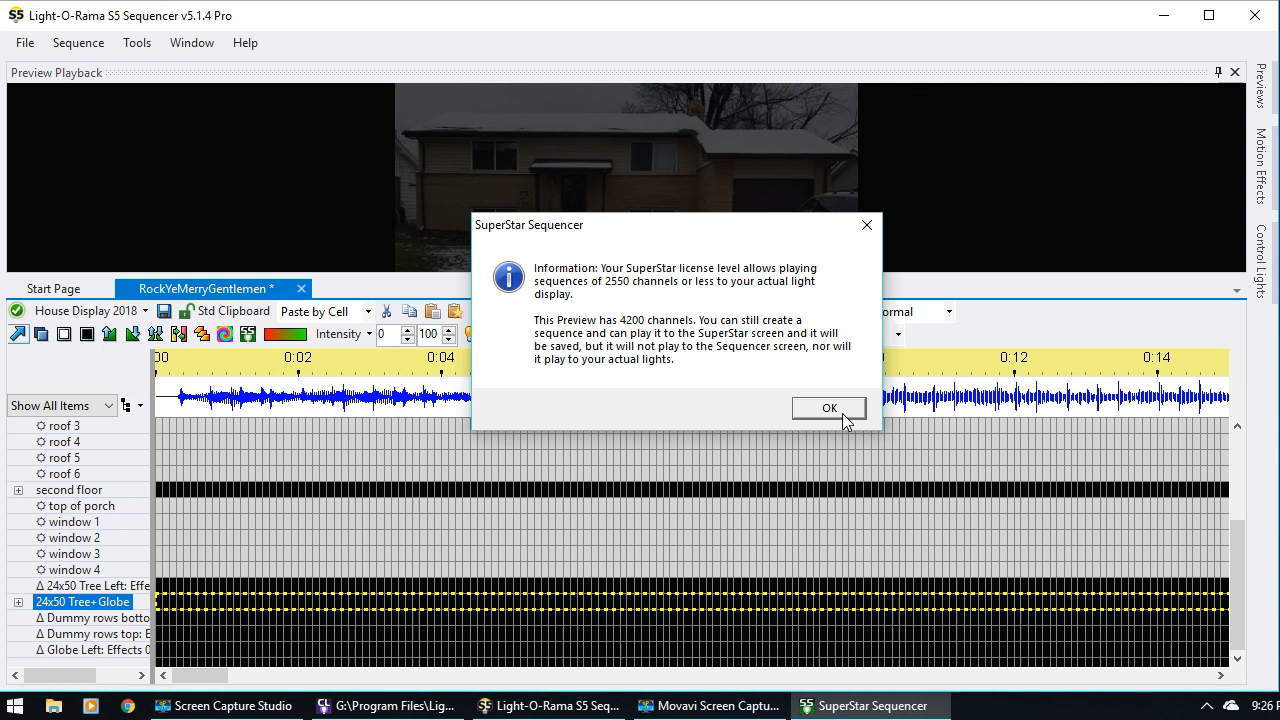 Light-O-Rama S5 Sequencer v5.1.4 Pro
File Sequence Tools Window Help
Preview Playback
Previews
Motion Effects
Control Lights
SuperStar Sequencer
Information: Your SuperStar license level allows playing
sequences of 2550 channels or less to your actual light
display.
This Preview has 4200 channels. You can still create a
sequence and can play it to the SuperStar screen and it will
be saved, but it will not play to the Sequencer screen, nor will
it play to your actual lights.
OK
Start Page RockYeMerryGentlemen *
House Display 2018 Std Clipboard Paste by Cell ormal
Intensity 0 100
00 0:02 0:04 0:12 0:14
Show All Items
roof 3
roof 4
roof 5
roof 6
second floor
top of porch
window 1
window 2
window 3
window 4
24x50 Tree Left: Effe
24x50 Tree+Globe
Dummy rows botto
Dummy rows top: E
Globe Left: Effects 0
Screen Capture Studio G:\Program Files\Lig... Light-O-Rama S5 Seq... Movavi Screen Captu... SuperStar Sequencer 9:26